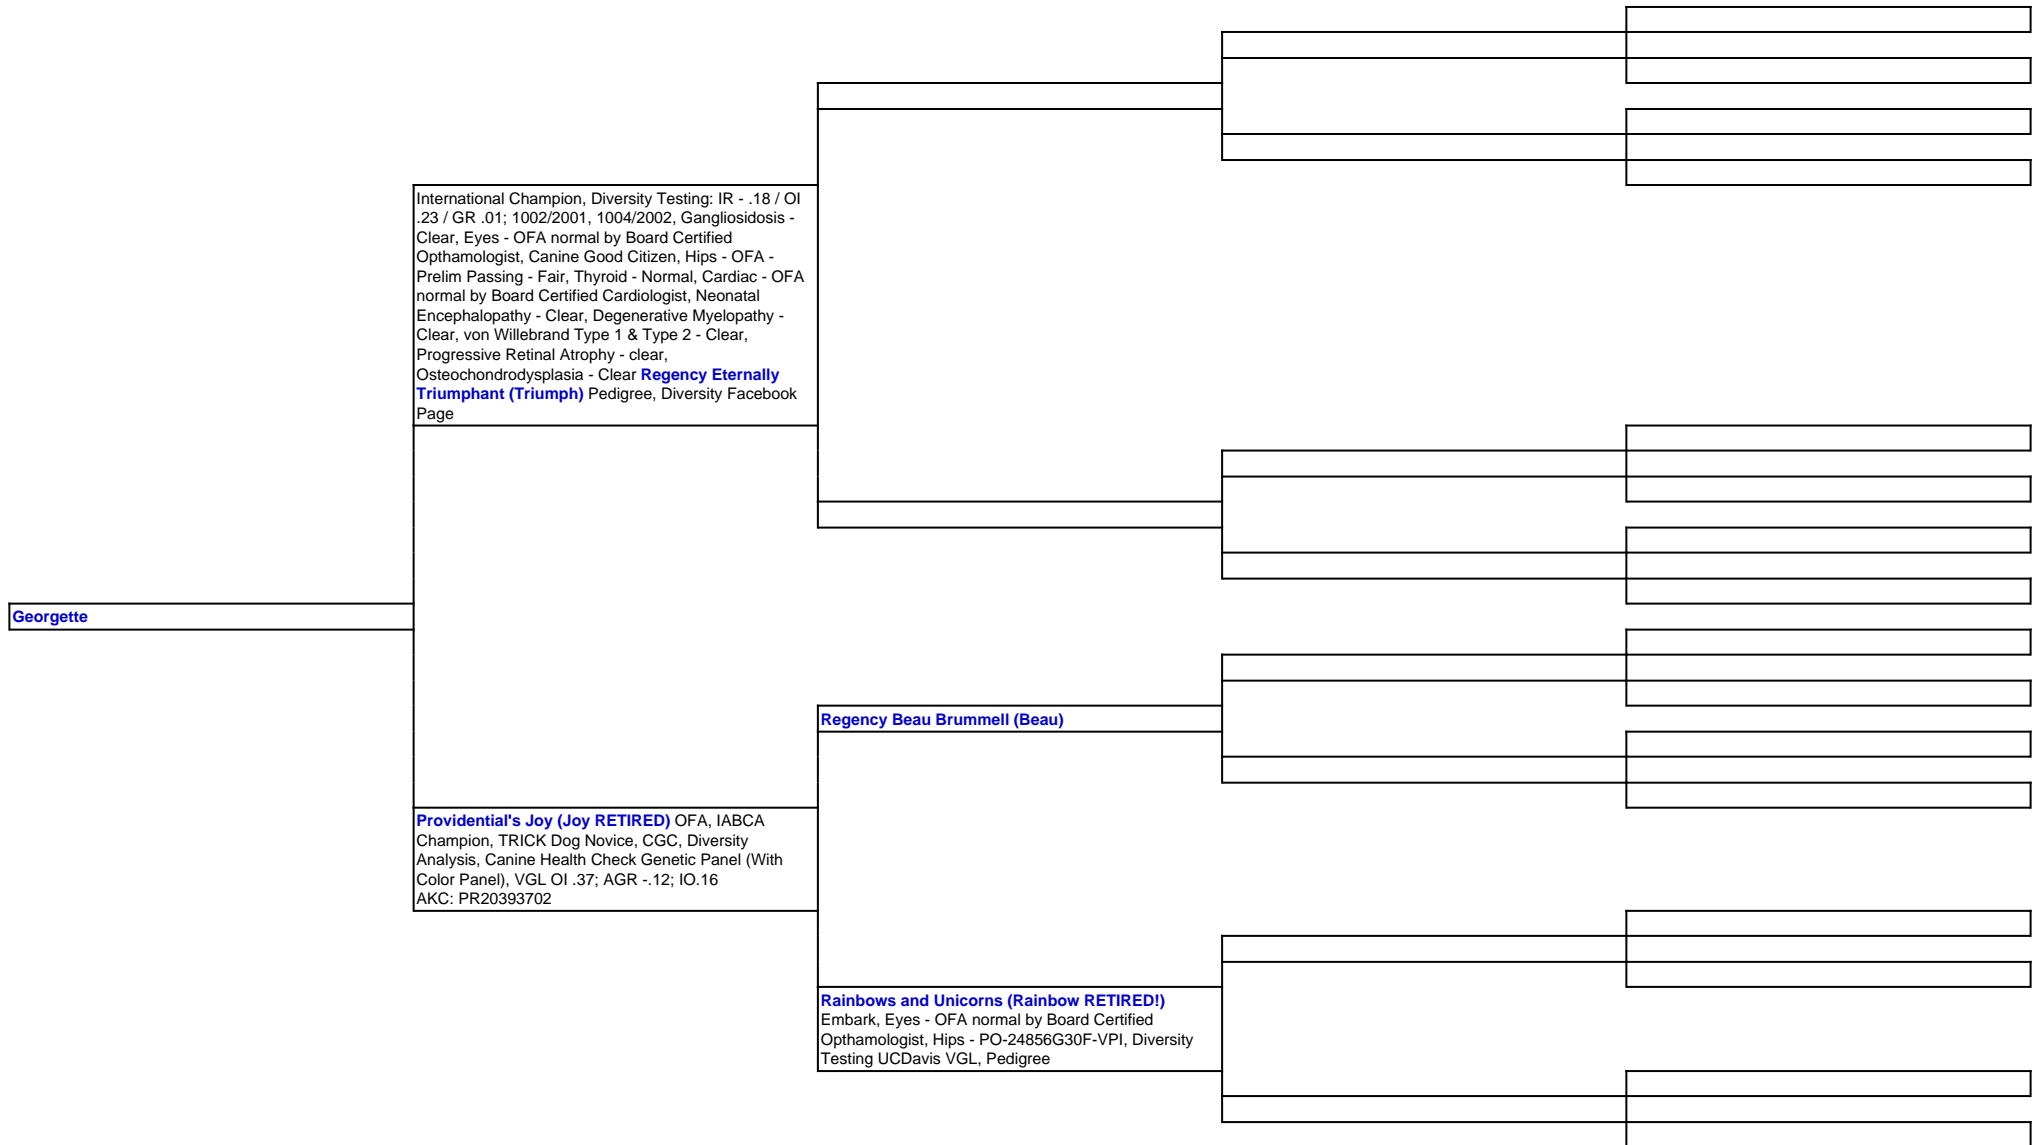 International Champion, Diversity Testing: IR - .18 / OI
.23 / GR .01; 1002/2001, 1004/2002, Gangliosidosis -
Clear, Eyes - OFA normal by Board Certified
Opthamologist, Canine Good Citizen, Hips - OFA -
Prelim Passing - Fair, Thyroid - Normal, Cardiac - OFA
normal by Board Certified Cardiologist, Neonatal
Encephalopathy - Clear, Degenerative Myelopathy -
Clear, von Willebrand Type 1 & Type 2 - Clear,
Progressive Retinal Atrophy - clear,
Osteochondrodysplasia - Clear Regency Eternally
Triumphant (Triumph) Pedigree, Diversity Facebook
Page
Georgette
Regency Beau Brummell (Beau)
Providential's Joy (Joy RETIRED) OFA, IABCA
Champion, TRICK Dog Novice, CGC, Diversity
Analysis, Canine Health Check Genetic Panel (With
Color Panel), VGL OI .37; AGR -.12; IO.16
AKC: PR20393702
Rainbows and Unicorns (Rainbow RETIRED!)
Embark, Eyes - OFA normal by Board Certified
Opthamologist, Hips - PO-24856G30F-VPI, Diversity
Testing UCDavis VGL, Pedigree